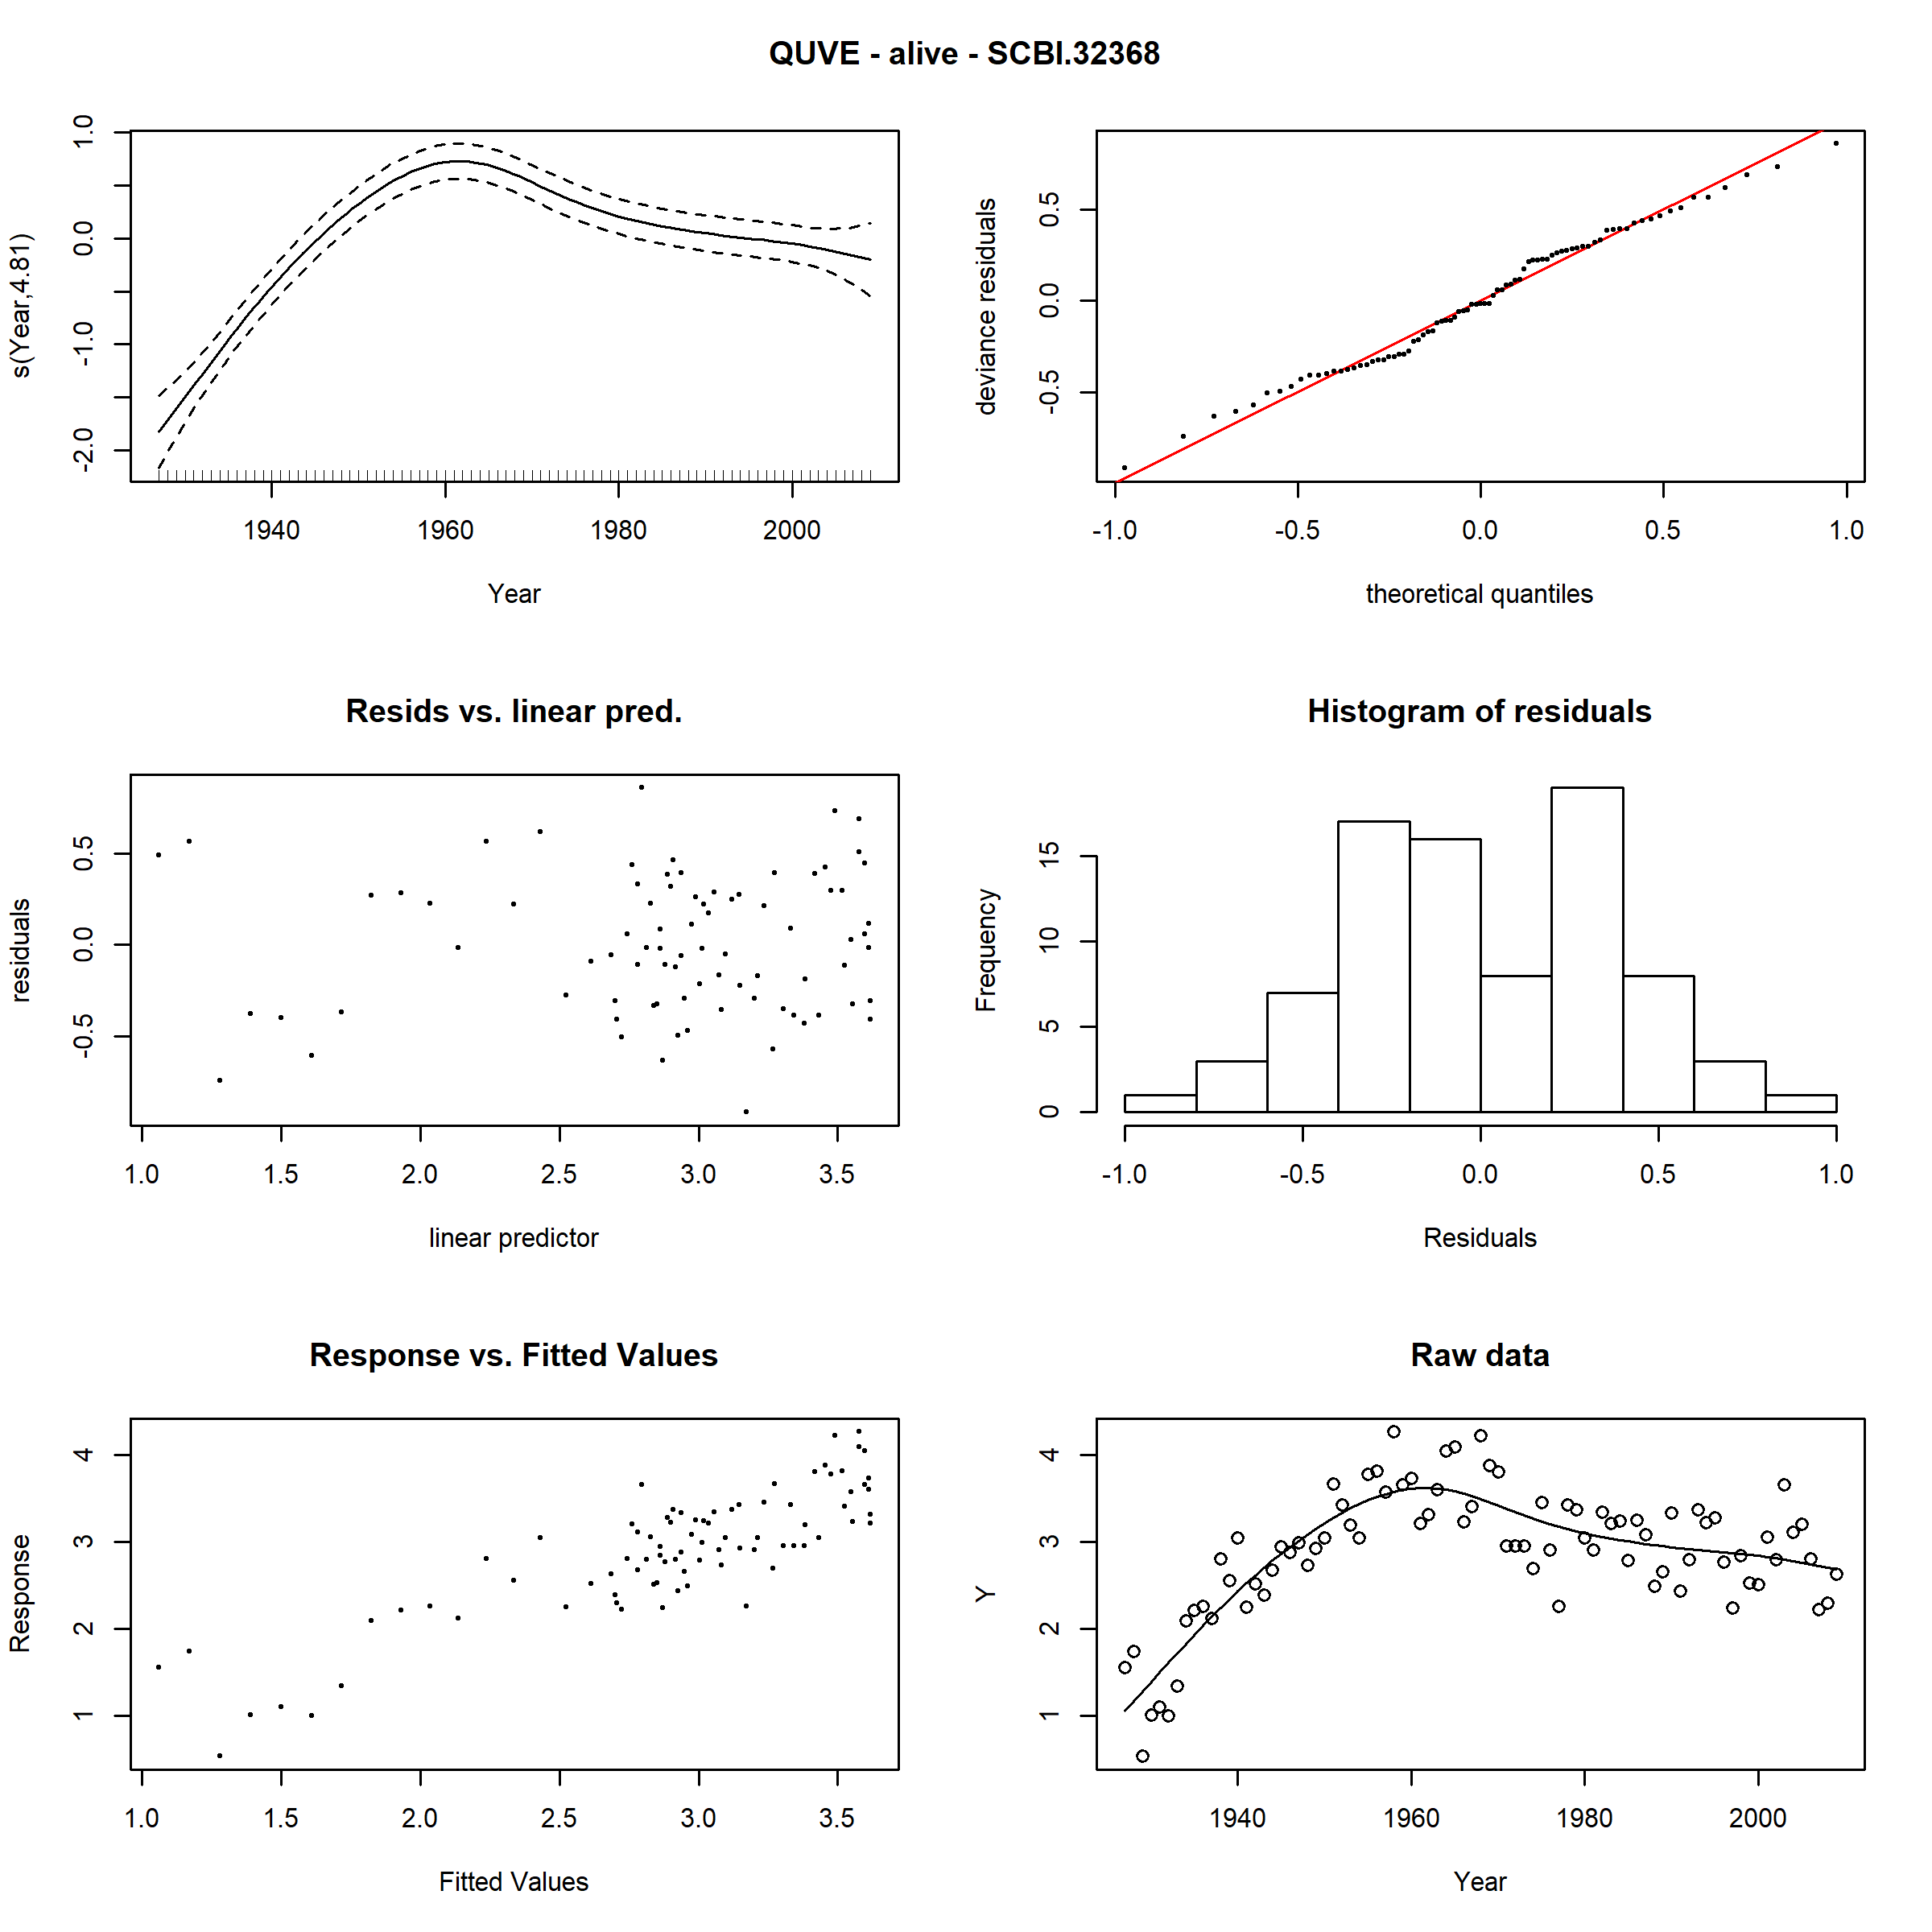 QUVE - alive - SCBI.32368
s(Year,4.81)
1.0
0.0
-1.0
-2.0
1940 1960 1980 2000
Year
deviance residuals
0.5
0.0
-0.5
-1.0 -0.5 0.0 0.5 1.0
theoretical quantiles
Resids vs. linear pred.
residuals
0.5
0.0
-0.5
1.0 1.5 2.0 2.5 3.0 3.5
linear predictor
Histogram of residuals
Frequency
15
10
5
0
-1.0 -0.5 0.0 0.5 1.0
Residuals
Response vs. Fitted Values
Response
4
3
2
1
1.0 1.5 2.0 2.5 3.0 3.5
Fitted Values
Raw data
Y
4
3
2
1
1940 1960 1980 2000
Year